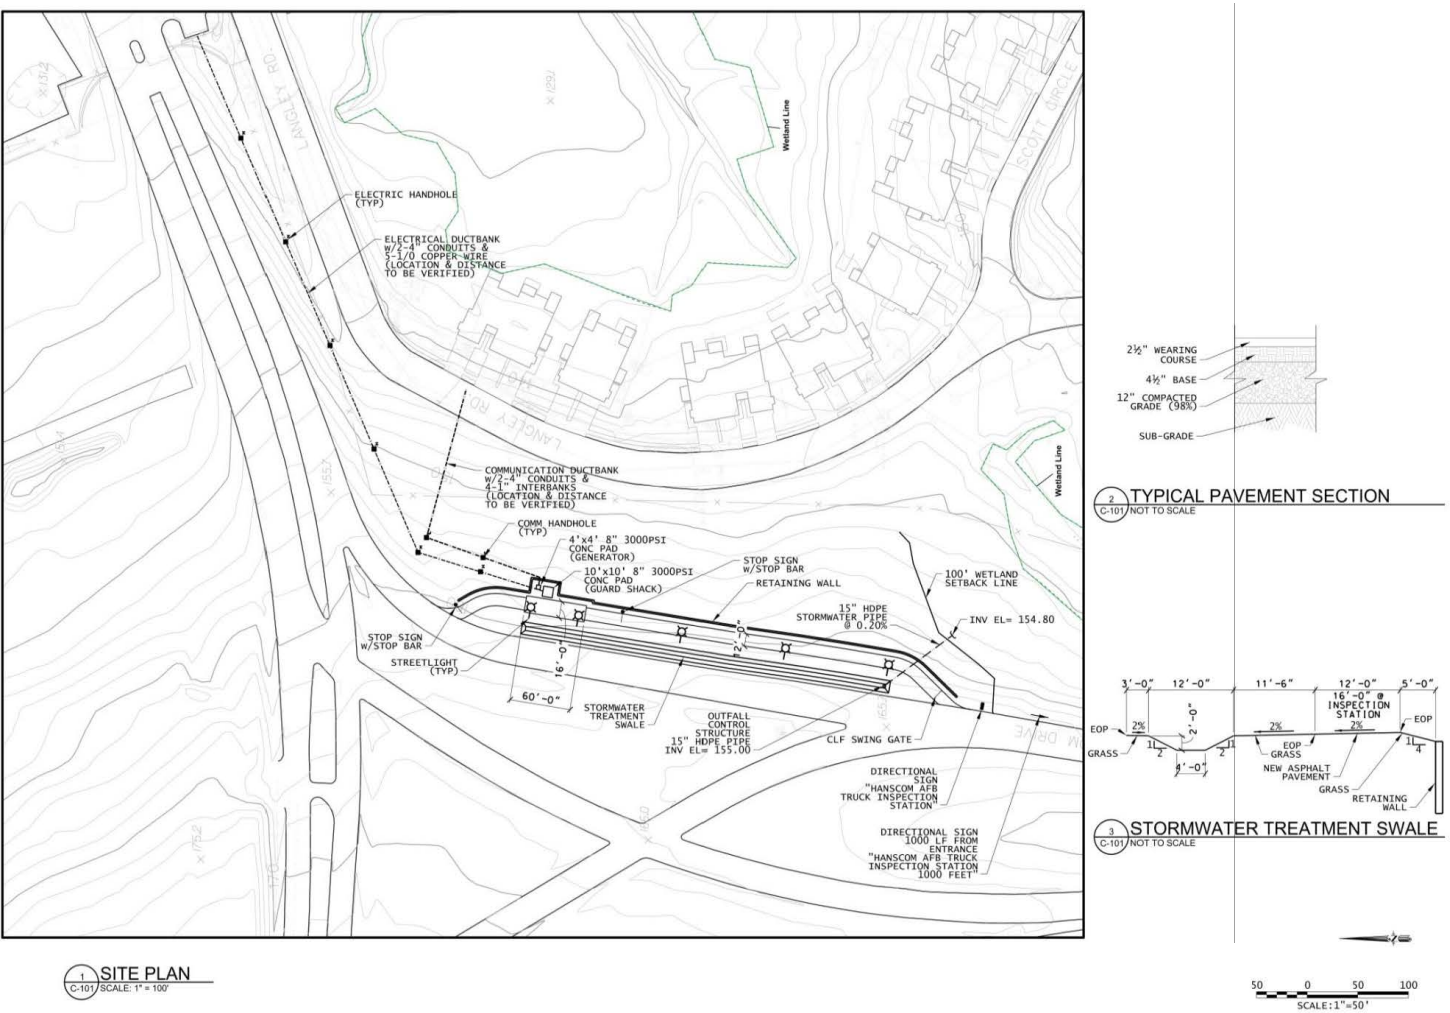 LANGLEY RD.
1312
1291
Wetland Line
SCOTT CIRCLE
ELECTRIC HANDHOLE
(TYP)
ELECTRICAL DUCTBANK
w/2-4" CONDUITS &
5-1/0 COPPER WIRE
(LOCATION & DISTANCE
TO BE VERIFIED)
LANGLEY RD
COMMUNICATION DUCTBANK
w/2-4" CONDUITS &
4-1" INTERBANKS
(LOCATION & DISTANCE
TO BE VERIFIED)
Wetland Line
COMM HANDHOLE
(TYP)
4'x4' 8" 3000PSI
CONC PAD
(GENERATOR)
10'x10' 8" 3000PSI
CONC PAD
(GUARD SHACK)
STOP SIGN
w/STOP BAR
RETAINING WALL
15" HDPE
STORMWATER PIPE
@ 0.20%
100' WETLAND
SETBACK LINE
INV EL= 154.80
STOP SIGN
w/STOP BAR
STREETLIGHT
(TYP)
16'-0"
12'-0"
60'-0"
STORMWATER
TREATMENT
SWALE
OUTFALL
CONTROL
STRUCTURE
15" HDPE PIPE
INV EL= 155.00
CLF SWING GATE
DRIVE
DIRECTIONAL
SIGN
"HANSCOM AFB
TRUCK INSPECTION
STATION"
DIRECTIONAL SIGN
1000 LF FROM
ENTRANCE
"HANSCOM AFB TRUCK
INSPECTION STATION
1000 FEET"
1752
1
C-101
SITE PLAN
SCALE: 1" = 100'
2½" WEARING
COURSE
4½" BASE
12" COMPACTED
GRADE (98%)
SUB-GRADE
2
C-101
TYPICAL PAVEMENT SECTION
NOT TO SCALE
3'-0"
12'-0"
11'-6"
12'-0"
5'-0"
16'-0" @
INSPECTION
STATION
2'-0"
EOP
2%
2%
2%
EOP
GRASS
1
2
4'-0"
2
1
EOP
GRASS
1
4
NEW ASPHALT
PAVEMENT
GRASS
RETAINING
WALL
3
C-101
STORMWATER TREATMENT SWALE
NOT TO SCALE
50 0 50 100
SCALE:1"=50'